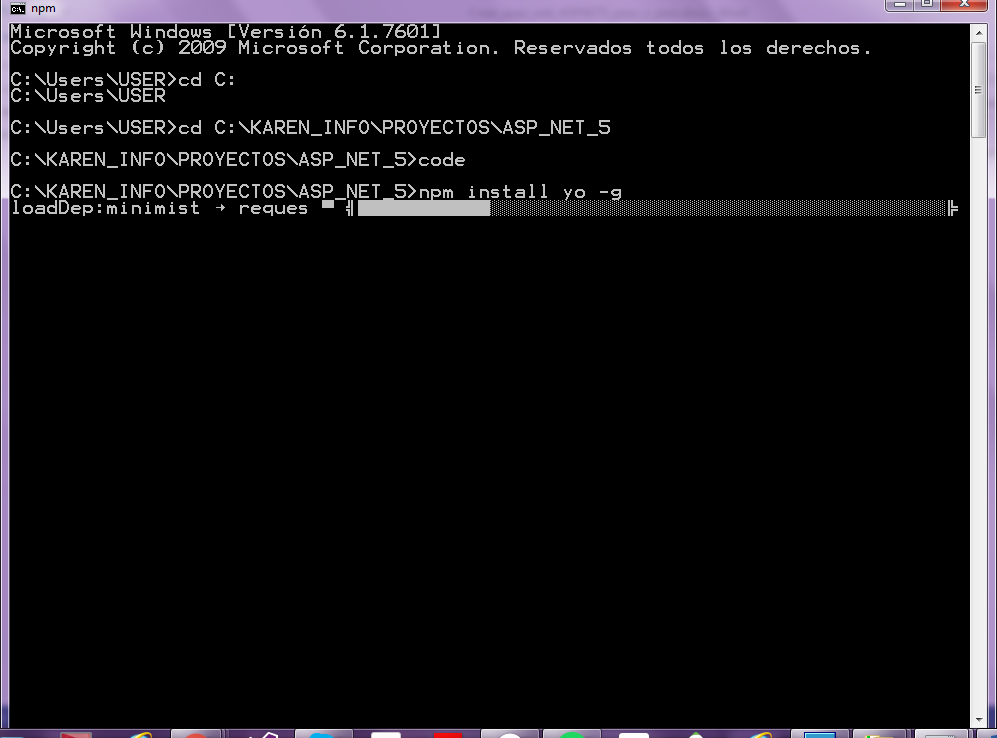 npm
Microsoft Windows [Versión 6.1.7601]
Copyright (c) 2009 Microsoft Corporation. Reservados todos los derechos.
C:\Users\USER>cd C:
C:\Users\USER
C:\Users\USER>cd C:\KAREN_INFO\PROYECTOS\ASP_NET_5
C:\KAREN_INFO\PROYECTOS\ASP_NET_5>code
C:\KAREN_INFO\PROYECTOS\ASP_NET_5>npm install yo -g
loadDep:minimist → reques